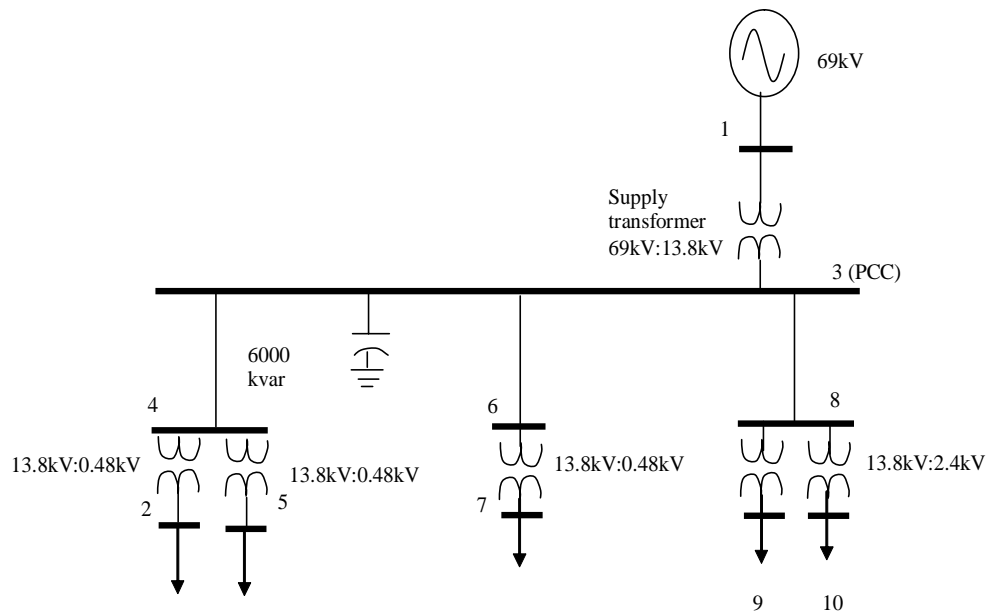 69kV
1
Supply
transformer
69kV:13.8kV
3 (PCC)
6000
kvar
4
6
8
13.8kV:0.48kV
13.8kV:0.48kV
13.8kV:0.48kV
13.8kV:2.4kV
2
5
7
9
10